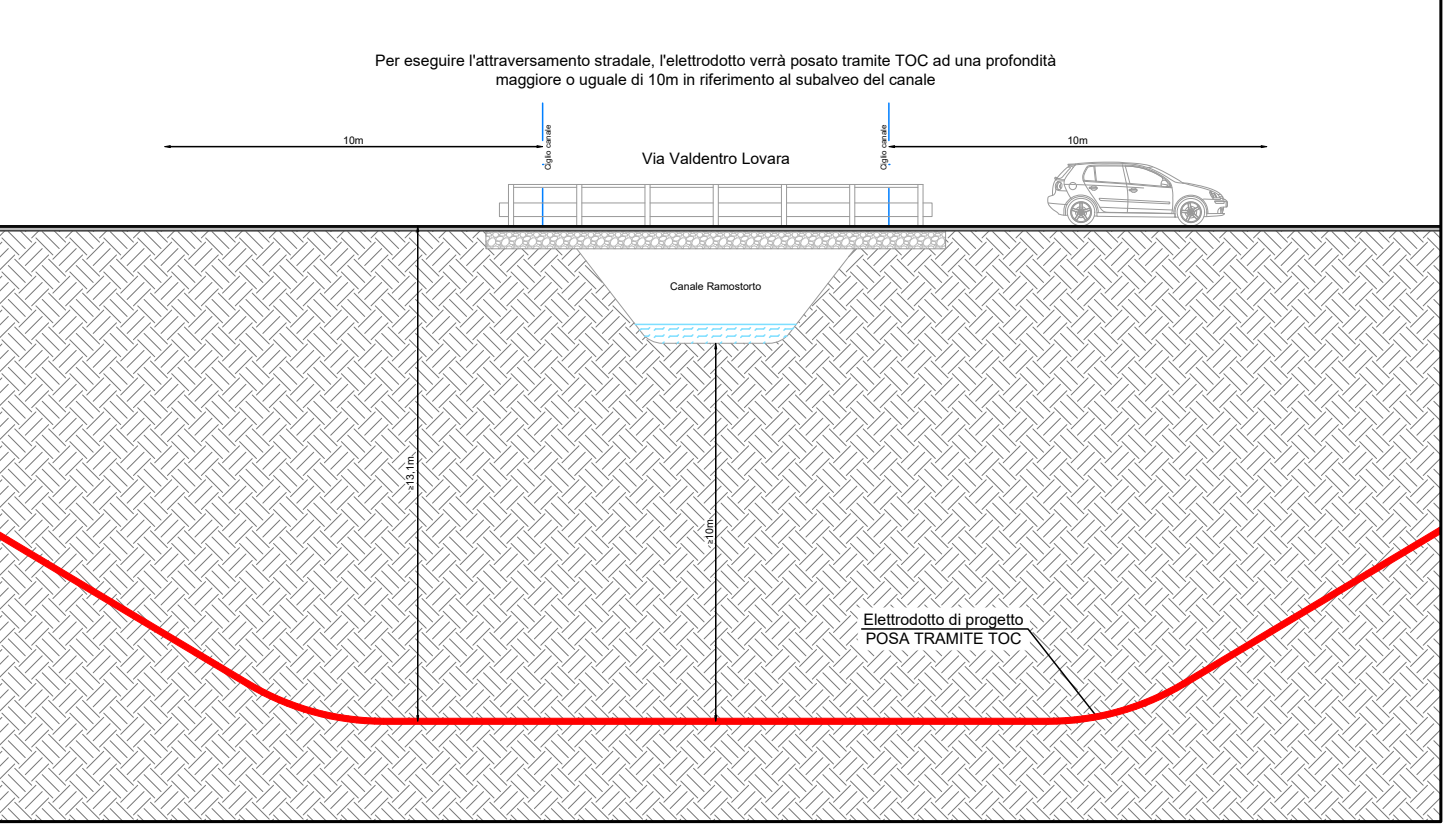 Per eseguire l'attraversamento stradale, l'elettrodotto verrà posato tramite TOC ad una profondità
maggiore o uguale di 10m in riferimento al subalveo del canale
10m
Ciglio canale
Via Valdentro Lovara
Ciglio canale
10m
Canale Ramostorto
≥13,1m
≥10m
Elettrodotto di progetto
POSA TRAMITE TOC